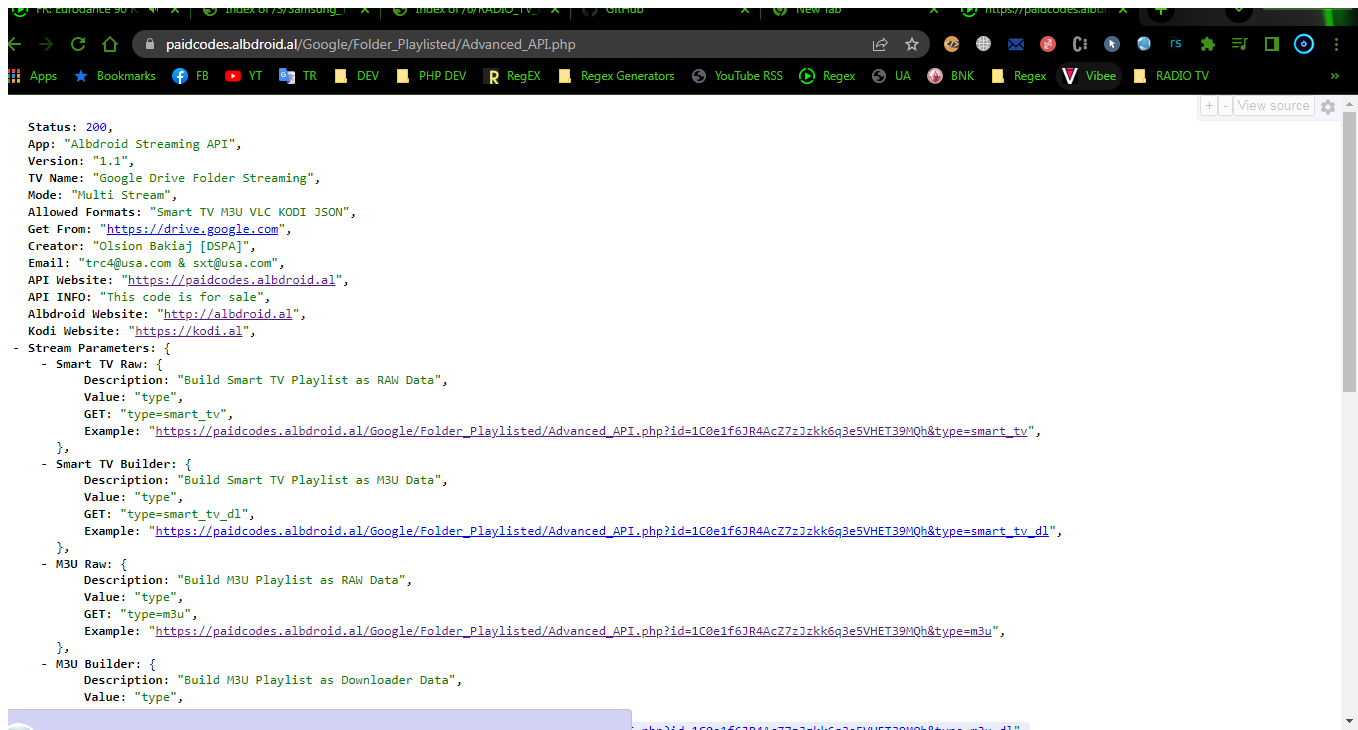 FR: Eurodance 90
Index of /S/Samsung_T
Index of /0/RADIO_TV_
GitHub
New Tab
https://paidcodes.albdroi
paidcodes.albdroid.al/Google/Folder_Playlisted/Advanced_API.php
Apps Bookmarks FB YT TR DEV PHP DEV RegEX Regex Generators YouTube RSS Regex UA BNK Regex Vibee RADIO TV »
+ - View source
Status: 200,
App: "Albdroid Streaming API",
Version: "1.1",
TV Name: "Google Drive Folder Streaming",
Mode: "Multi Stream",
Allowed Formats: "Smart TV M3U VLC KODI JSON",
Get From: "https://drive.google.com",
Creator: "Olsion Bakiaj [DSPA]",
Email: "trc4@usa.com & sxt@usa.com",
API Website: "https://paidcodes.albdroid.al",
API INFO: "This code is for sale",
Albdroid Website: "http://albdroid.al",
Kodi Website: "https://kodi.al",
- Stream Parameters: {
- Smart TV Raw: {
Description: "Build Smart TV Playlist as RAW Data",
Value: "type",
GET: "type=smart_tv",
Example: "https://paidcodes.albdroid.al/Google/Folder_Playlisted/Advanced_API.php?id=1C0e1f6JR4AcZ7zJzkk6q3e5VHET39MQh&type=smart_tv",
},
- Smart TV Builder: {
Description: "Build Smart TV Playlist as M3U Data",
Value: "type",
GET: "type=smart_tv_dl",
Example: "https://paidcodes.albdroid.al/Google/Folder_Playlisted/Advanced_API.php?id=1C0e1f6JR4AcZ7zJzkk6q3e5VHET39MQh&type=smart_tv_dl",
},
- M3U Raw: {
Description: "Build M3U Playlist as RAW Data",
Value: "type",
GET: "type=m3u",
Example: "https://paidcodes.albdroid.al/Google/Folder_Playlisted/Advanced_API.php?id=1C0e1f6JR4AcZ7zJzkk6q3e5VHET39MQh&type=m3u",
},
- M3U Builder: {
Description: "Build M3U Playlist as Downloader Data",
Value: "type",
.php?id=1C0e1f6JR4AcZ7zJzkk6q3e5VHET39MQh&type=m3u_dl",